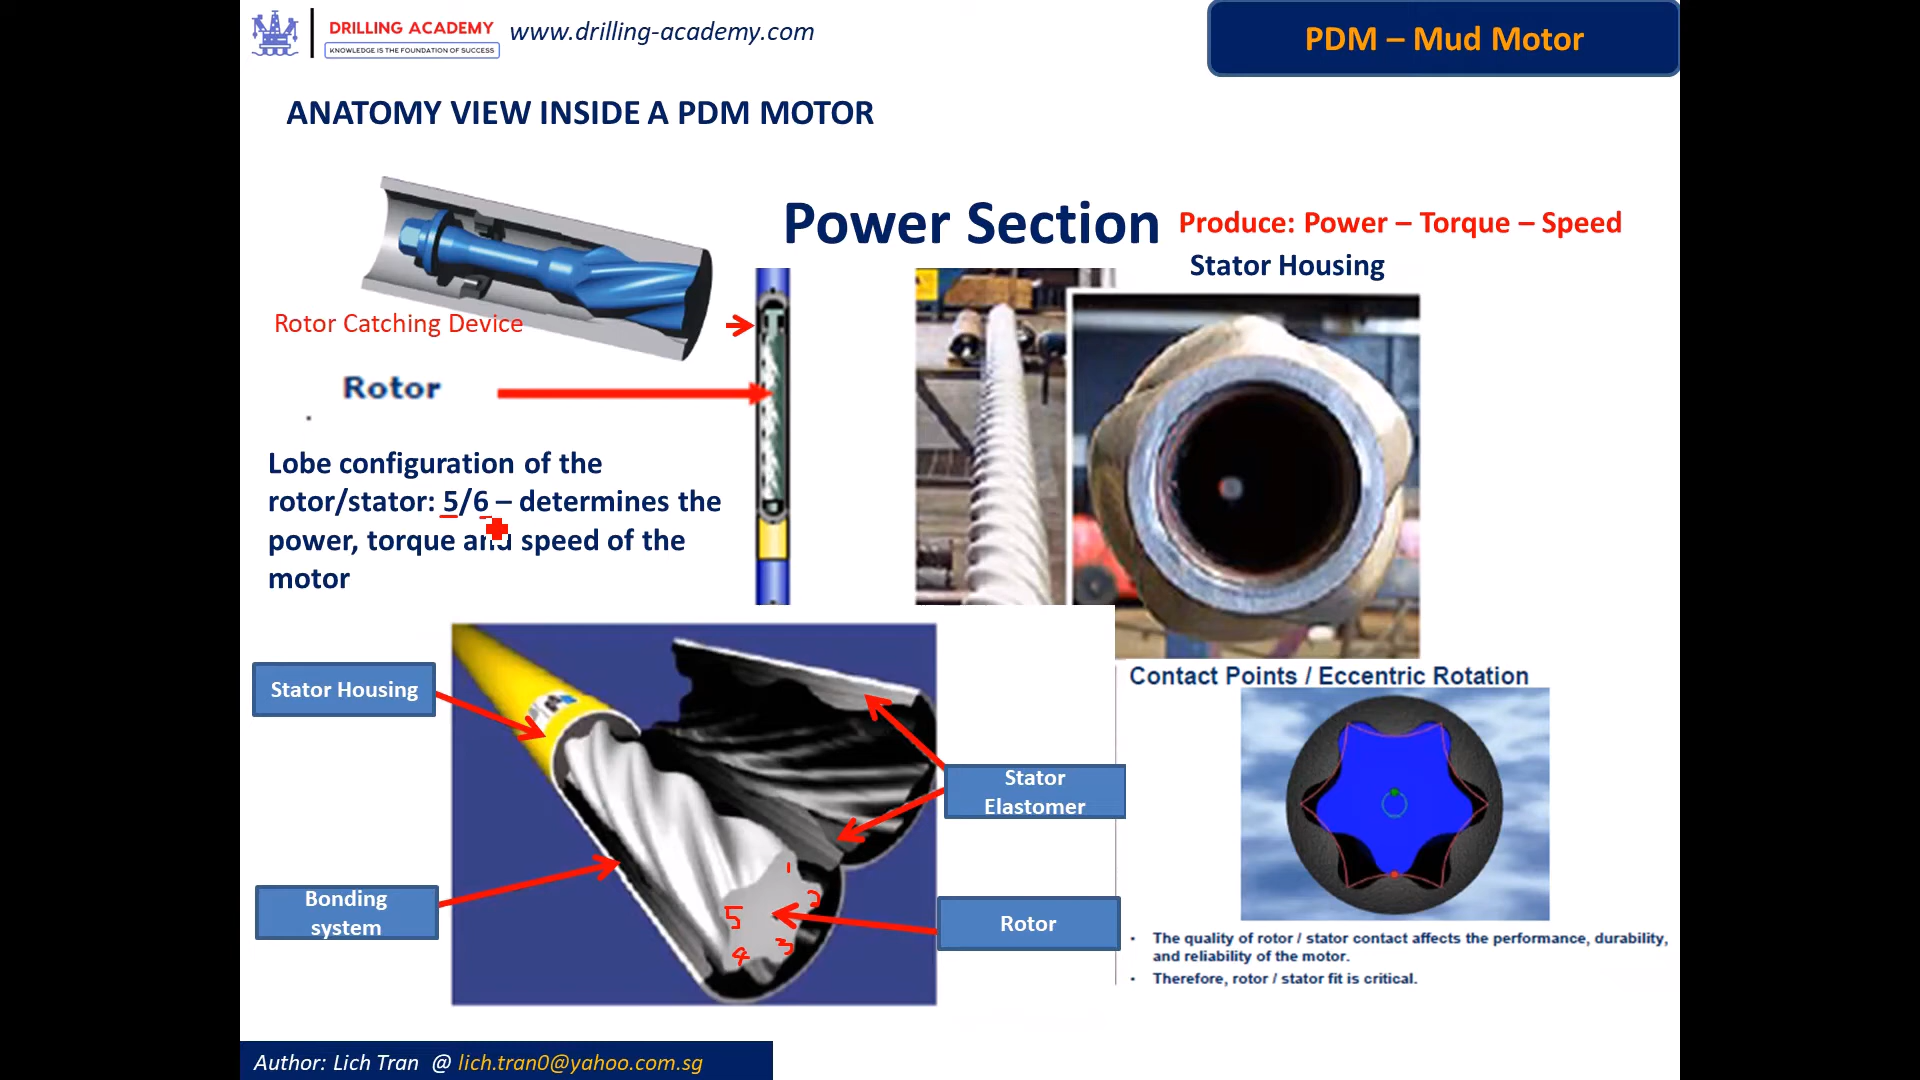 DRILLING ACADEMY
KNOWLEDGE IS THE FOUNDATION OF SUCCESS
www.drilling-academy.com
PDM – Mud Motor
ANATOMY VIEW INSIDE A PDM MOTOR
Power Section
Produce: Power – Torque – Speed
Stator Housing
Rotor Catching Device
Rotor
Lobe configuration of the
rotor/stator: 5/6 – determines the
power, torque and speed of the
motor
Stator Housing
Bonding
system
Stator
Elastomer
Rotor
1
2
3
4
5
Contact Points / Eccentric Rotation
• The quality of rotor / stator contact affects the performance, durability,
and reliability of the motor.
• Therefore, rotor / stator fit is critical.
Author: Lich Tran @ lich.tran0@yahoo.com.sg